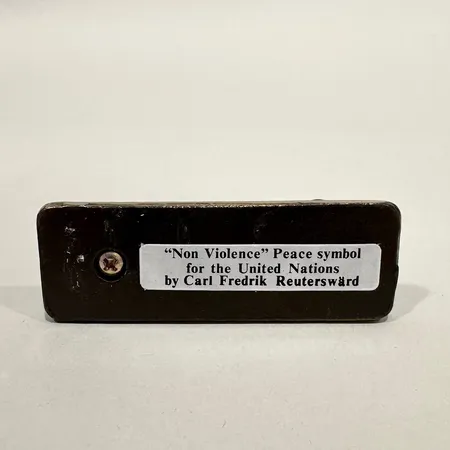 “Non Violence” Peace symbol
for the United Nations
by Carl Fredrik Reuterswärd